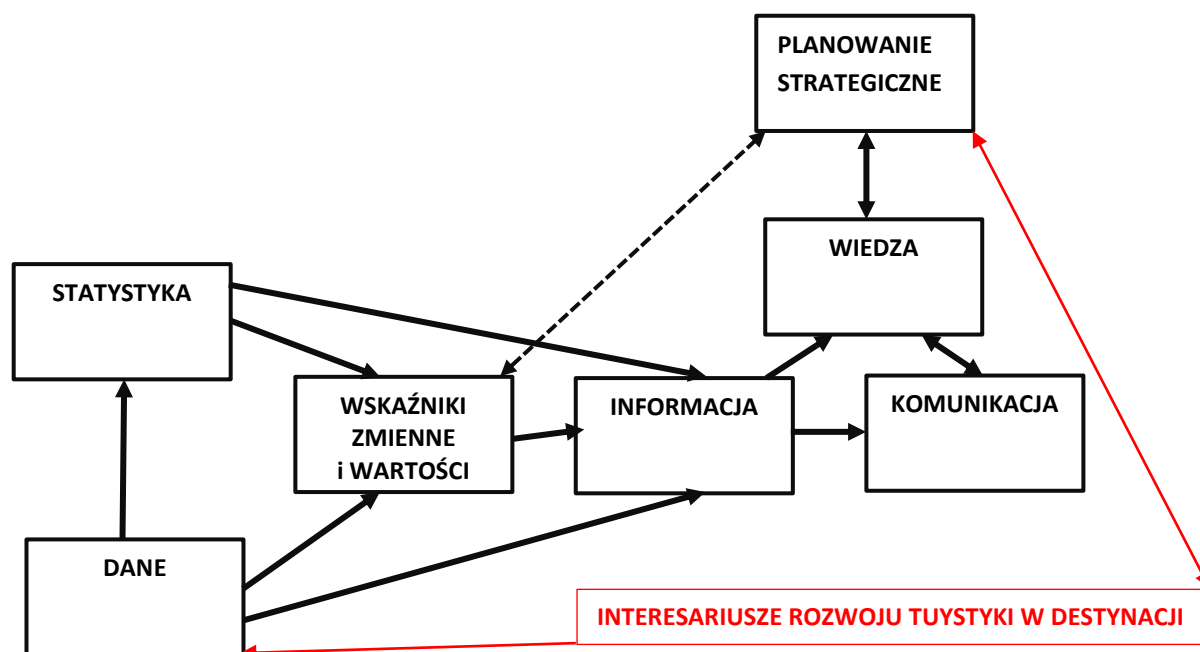 PLANOWANIE
STRATEGICZNE
WIEDZA
STATYSTYKA
WSKAŹNIKI
ZMIENNE
i WARTOŚCI
INFORMACJA
KOMUNIKACJA
DANE
INTERESARIUSZE ROZWOJU TUYSTYKI W DESTYNACJI